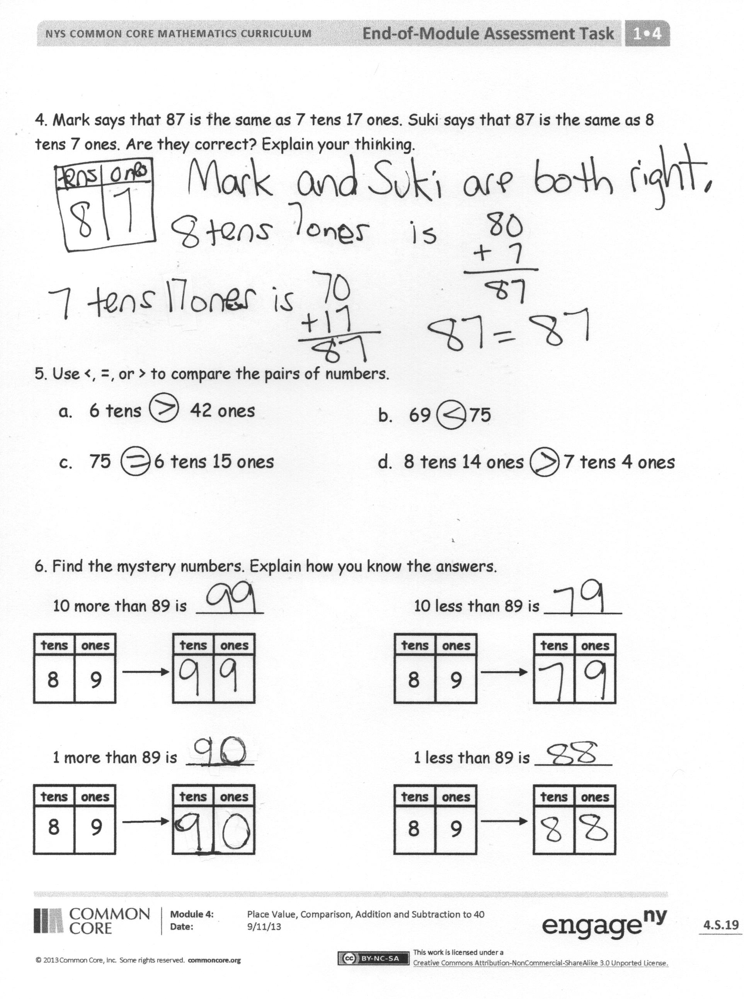 NYS COMMON CORE MATHEMATICS CURRICULUM End-of-Module Assessment Task 1•4
4. Mark says that 87 is the same as 7 tens 17 ones. Suki says that 87 is the same as 8
tens 7 ones. Are they correct? Explain your thinking.
tens ones
8 7
Mark and Suki are both right.
8 tens 7 ones is 80
+ 7
87
7 tens 17 ones is 70
+17
87
87 = 87
5. Use <, =, or > to compare the pairs of numbers.
a. 6 tens > 42 ones b. 69 < 75
c. 75 = 6 tens 15 ones d. 8 tens 14 ones > 7 tens 4 ones
6. Find the mystery numbers. Explain how you know the answers.
10 more than 89 is 99 10 less than 89 is 79
tens ones tens ones tens ones tens ones
8 9 9 9 8 9 7 9
1 more than 89 is 90 1 less than 89 is 88
tens ones tens ones tens ones tens ones
8 9 9 0 8 9 8 8
COMMON
CORE
Module 4: Place Value, Comparison, Addition and Subtraction to 40
Date: 9/11/13
engage ny
4.S.19
© 2013 Common Core, Inc. Some rights reserved. commoncore.org
cc BY-NC-SA
This work is licensed under a
Creative Commons Attribution-NonCommercial-ShareAlike 3.0 Unported License.